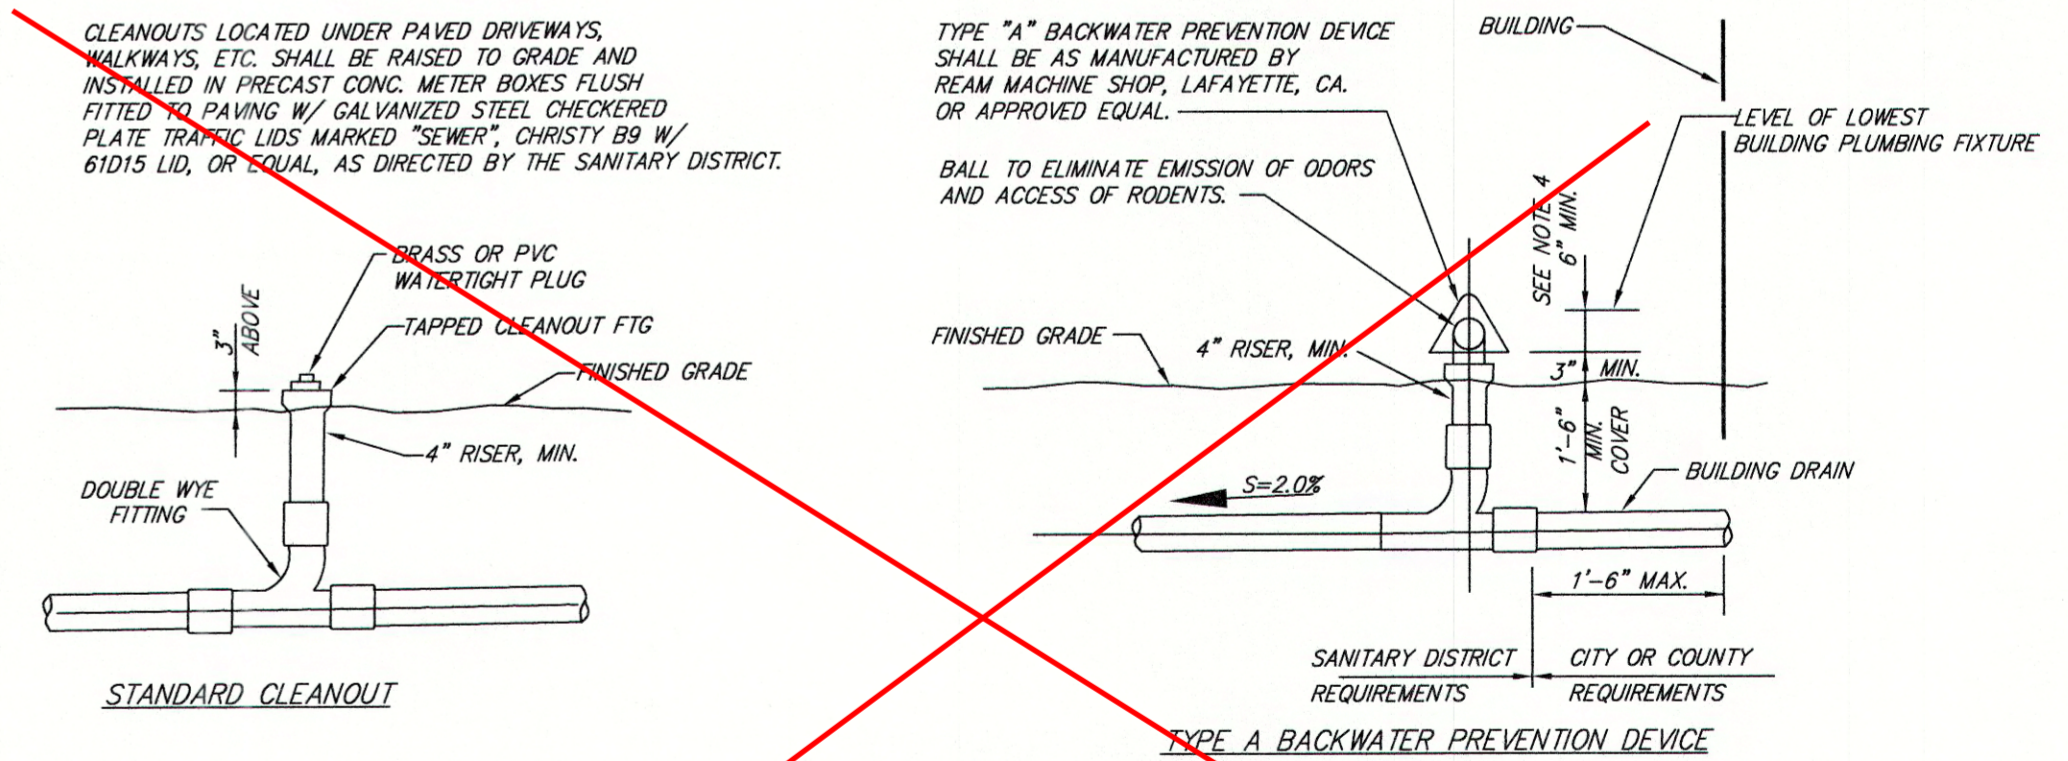 CLEANOUTS LOCATED UNDER PAVED DRIVEWAYS,
WALKWAYS, ETC. SHALL BE RAISED TO GRADE AND
INSTALLED IN PRECAST CONC. METER BOXES FLUSH
FITTED TO PAVING W/ GALVANIZED STEEL CHECKERED
PLATE TRAFFIC LIDS MARKED "SEWER", CHRISTY B9 W/
61D15 LID, OR EQUAL, AS DIRECTED BY THE SANITARY DISTRICT.
BRASS OR PVC
WATERTIGHT PLUG
3"
ABOVE
TAPPED CLEANOUT FTG
FINISHED GRADE
4" RISER, MIN.
DOUBLE WYE
FITTING
STANDARD CLEANOUT
TYPE "A" BACKWATER PREVENTION DEVICE
SHALL BE AS MANUFACTURED BY
REAM MACHINE SHOP, LAFAYETTE, CA.
OR APPROVED EQUAL.
BALL TO ELIMINATE EMISSION OF ODORS
AND ACCESS OF RODENTS.
BUILDING
LEVEL OF LOWEST
BUILDING PLUMBING FIXTURE
SEE NOTE 4
6" MIN.
FINISHED GRADE
4" RISER, MIN.
3" MIN.
1'-6"
MIN.
COVER
BUILDING DRAIN
S=2.0%
1'-6" MAX.
SANITARY DISTRICT
REQUIREMENTS
CITY OR COUNTY
REQUIREMENTS
TYPE A BACKWATER PREVENTION DEVICE